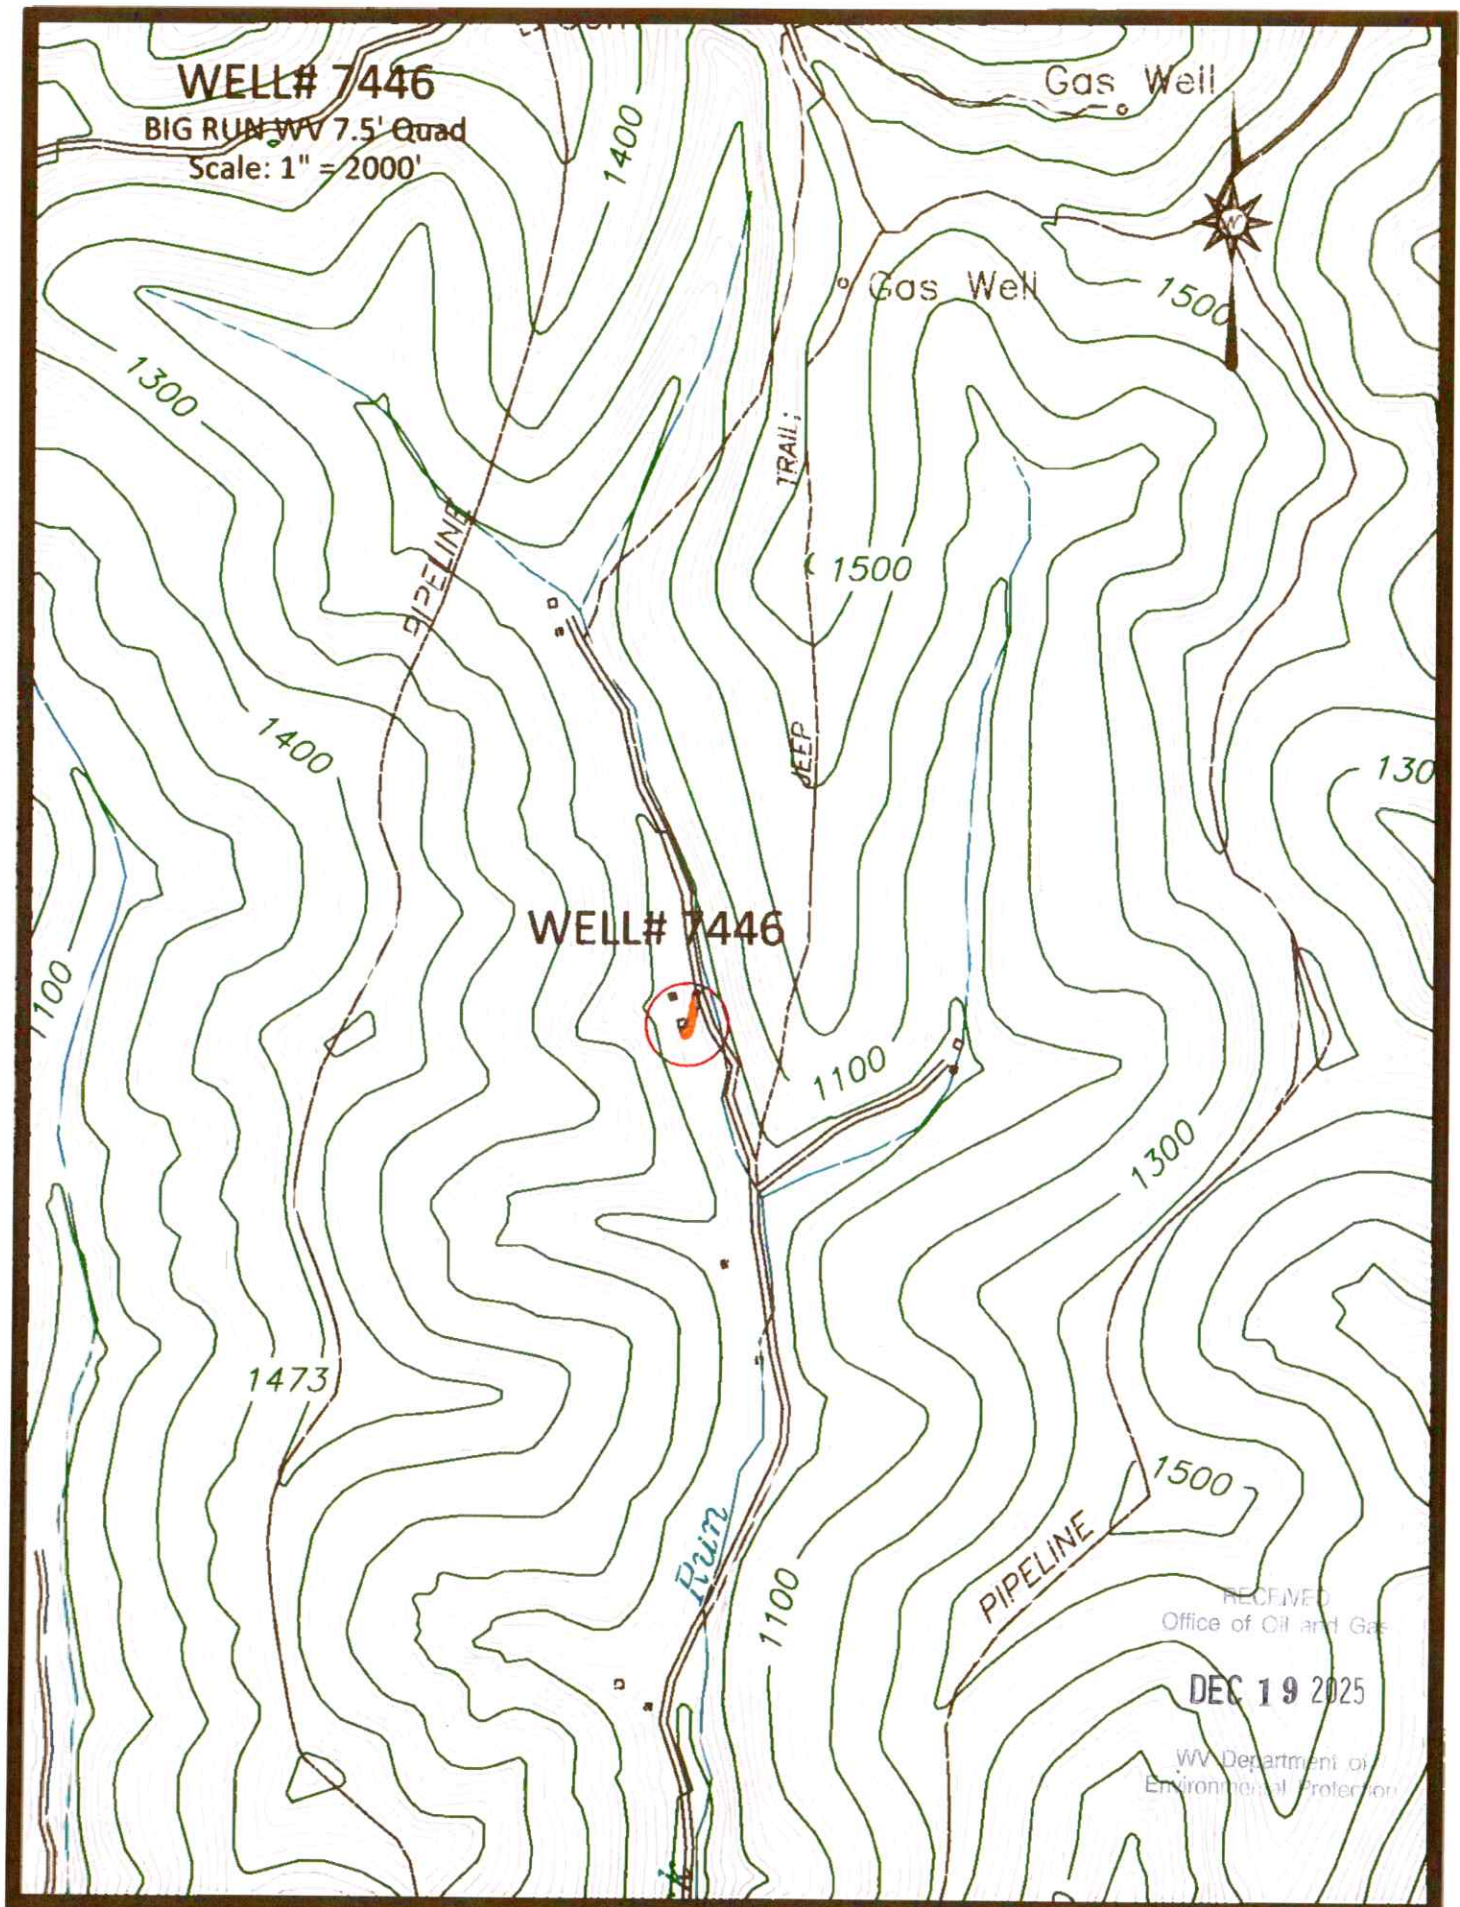 WELL# 7446
BIG RUN WV 7.5' Quad
Scale: 1" = 2000'
Gas Well
1400
N
Gas Well
1500
1300
TRAIL;
PIPELINE
1500
1400
JEEP
130
WELL# 7446
1100
1100
1300
1473
1500
Run
PIPELINE
1100
RECEIVED
Office of Oil and Gas
DEC 19 2025
WV Department of
Environmental Protection